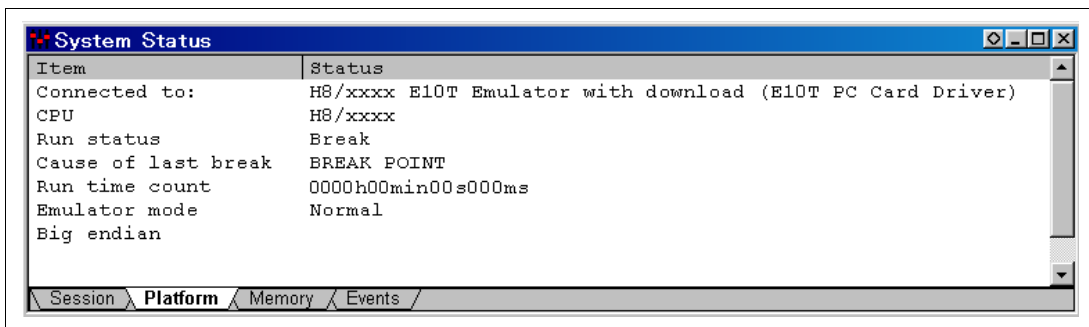 System Status
Item Status
Connected to: H8/xxxx E10T Emulator with download (E10T PC Card Driver)
CPU H8/xxxx
Run status Break
Cause of last break BREAK POINT
Run time count 0000h00min00s000ms
Emulator mode Normal
Big endian
Session Platform Memory Events